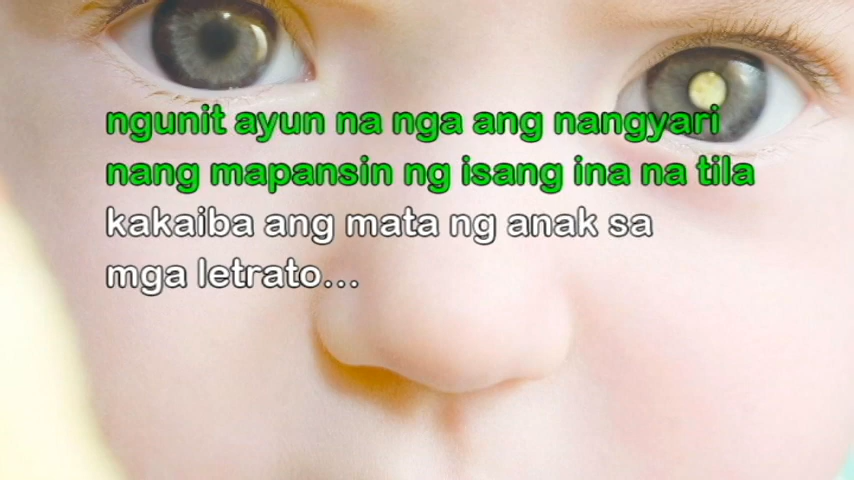 ngunit ayun na nga ang nangyari
nang mapansin ng isang ina na tila
kakaiba ang mata ng anak sa
mga letrato...